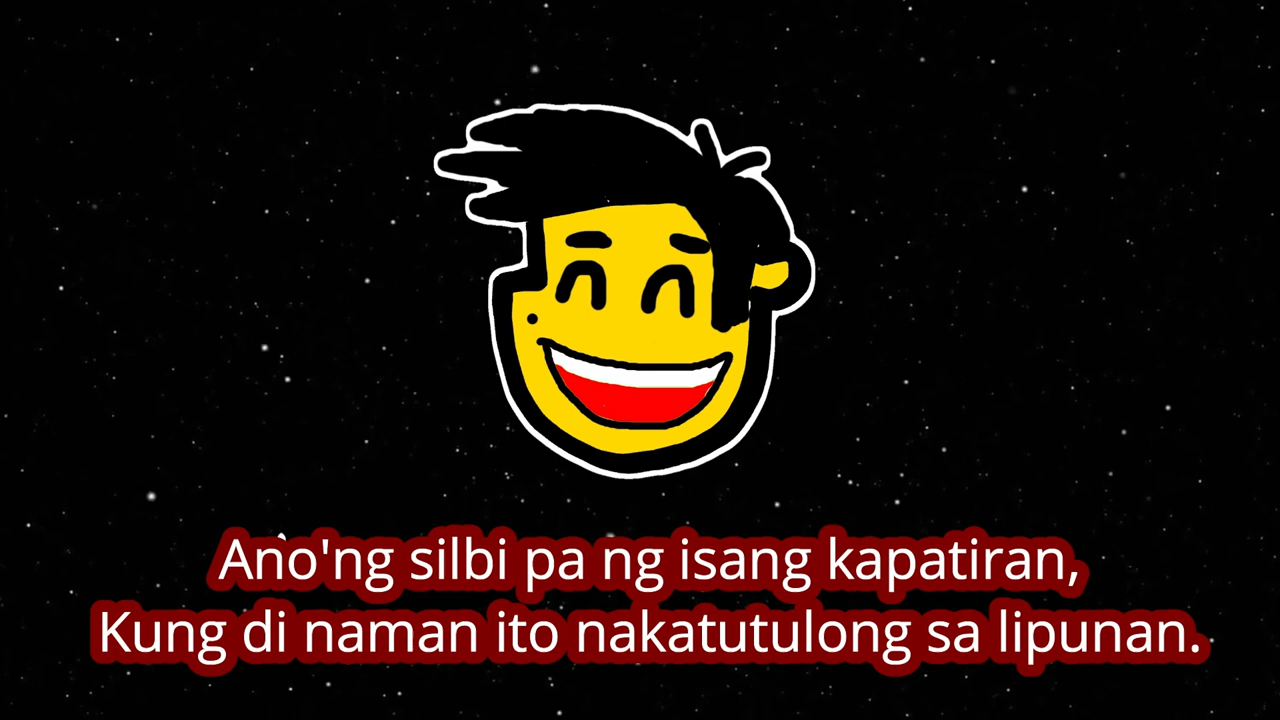 Ano'ng silbi pa ng isang kapatiran,
Kung di naman ito nakatutulong sa lipunan.